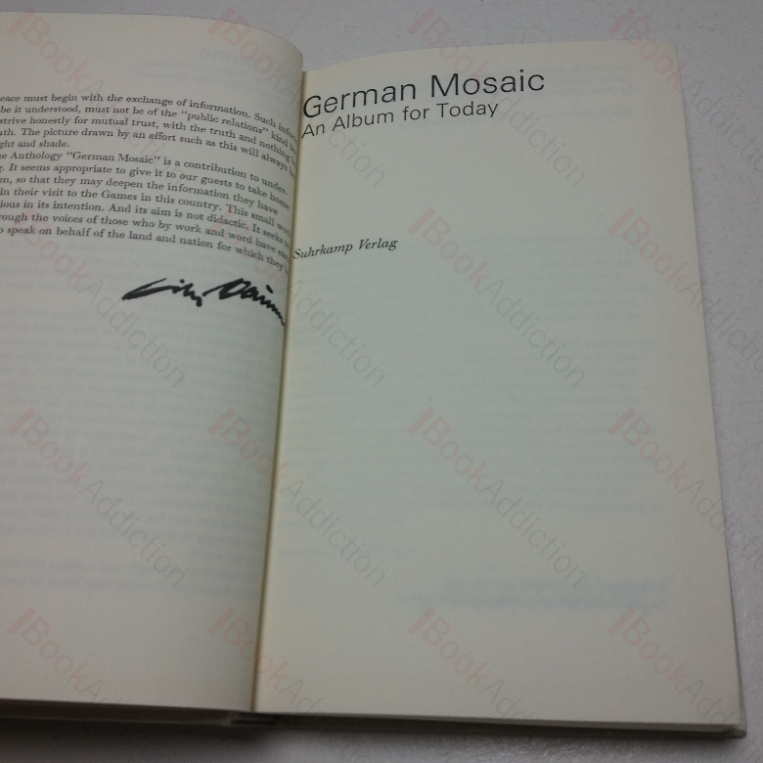 eace must begin with the exchange of information. Such
be it understood, must not be of the "public relations" kind
strive honestly for mutual trust, with the truth and nothing
uth. The picture drawn by an effort such as this will always
ght and shade.
e Anthology "German Mosaic" is a contribution to under-
g. It seems appropriate to give it to our guests to take home
m, so that they may deepen the information they have
in their visit to the Games in this country. This small
ious in its intention. And its aim is not didactic. It seeks
rough the voices of those who by work and word have
o speak on behalf of the land and nation for which they
German Mosaic
An Album for Today
Suhrkamp Verlag
BookAddiction